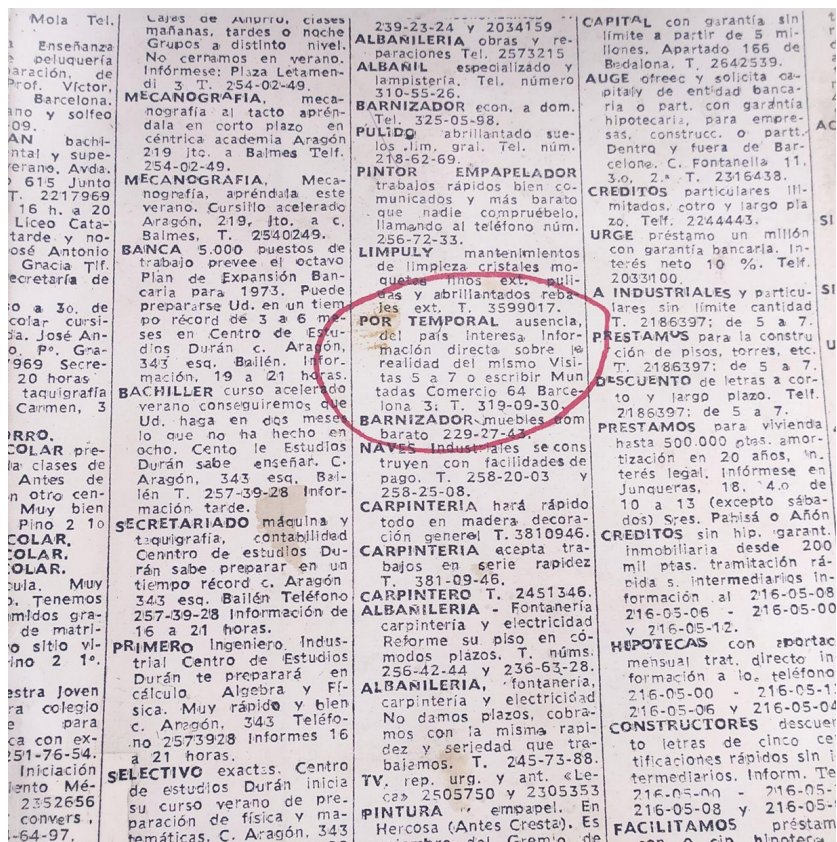 Mola Tel.
Enseñanza
peluquería
aración, de
Prof. Víctor,
Barcelona.
ano y solfeo
09.
AN bachi-
ntal y supe-
verano, Avda.
615 Junto
T. 2217969
16 h. a 20
Liceo Cata-
tarde y no-
José Antonio
Gracia Tlf.
ecretaría de
o a 3o. de
colar cursi-
ía. José An-
o. Pº. Gra-
7969 Secre-
20 horas
taquigrafía
Carmen, 3
ORRO.
COLAR pre-
a clases de
Antes de
n otro cen-
Muy bien
Pino 2 1o
COLAR.
COLAR.
OLAR.
cula. Muy
o. Tenemos
omidos gra-
de matri-
o sitio vi-
ino 2 1º.
estra Joven
ra colegio
para
ca con ex-
251-76-54.
Iniciación
iento Mé-
2352656
convers.
-64-97.
Cajas de Ahorro, clases
mañanas, tardes o noche
Grupos a distinto nivel.
No cerramos en verano.
Infórmese: Plaza Letamen-
di 3 T. 254-02-49.
MECANOGRAFIA, meca-
nografía al tacto aprén-
dala en corto plazo en
céntrica academia Aragón
219 jto. a Balmes Telf.
254-02-49.
MECANOGRAFIA, Meca-
nografía, apréndala este
verano. Cursillo acelerado
Aragón, 219, jto. a c.
Balmes, T. 2540249.
BANCA 5.000 puestos de
trabajo prevee el octavo
Plan de Expansión Ban-
caria para 1973. Puede
prepararse Ud. en un tiem
po récord de 3 a 6 me-
ses en Centro de Estu-
dios Durán c. Aragón,
343 esq. Bailén. Infor-
mación, 19 a 21 horas.
BACHILLER curso acelerado
verano conseguiremos que
Ud. haga en dos meses
lo que no ha hecho en
ocho. Cento le Estudios
Durán sabe enseñar. C.
Aragón, 343 esq. Bai-
lén T. 257-39-28 Infor-
mación tarde.
SECRETARIADO máquina y
taquigrafía, contabilidad
Cenntro de estudios Du-
rán sabe preparar en un
tiempo récord c. Aragón
343 esq. Bailén Teléfono
257-39-28 Información de
16 a 21 horas.
PRIMERO Ingeniero Indus-
trial Centro de Estudios
Durán te preparará en
cálculo Algebra y Fí-
sica. Muy rápido y bien
c. Aragón, 343 Teléfo-
no 2573928 Informes 16
a 21 horas.
SELECTIVO exactas. Centro
de estudios Durán inicia
su curso verano de pre-
paración de física y ma-
temáticas. C. Aragón. 343
239-23-24 y 2034159
ALBAÑILERIA obras y re-
paraciones Tel. 2573215
ALBAÑIL especializado y
lampistería. Tel. número
310-55-26.
BARNIZADOR econ. a dom.
Tel. 325-05-98.
PULIDO abrillantado sue-
los lim. gral. Tel. núm.
218-62-69.
PINTOR EMPAPELADOR
trabajos rápidos bien co-
municados y más barato
que nadie compruébelo,
llamando al teléfono núm.
256-72-33.
LIMPULY mantenimientos
de limpieza cristales mo-
quetas finos ext. puli-
das y abrillantados reba
jes ext. T. 3599017.
POR TEMPORAL ausencia,
del país interesa Infor-
mación directa sobre la
realidad del mismo Visi-
tas 5 a 7 o escribir Mun
tadas Comercio 64 Barce-
lona 3: T. 319-09-30.
BARNIZADOR muebles dom
barato 229-27-43.
NAVES Industriales se cons
truyen con facilidades de
pago. T. 258-20-03 y
258-25-08.
CARPINTERIA hará rápido
todo en madera decora-
ción general T. 3810946.
CARPINTERIA acepta tra-
bajos en serie rapidez
T. 381-09-46.
CARPINTERO T. 2451346.
ALBAÑILERIA - Fontanería
carpintería y electricidad
Reforme su piso en có-
modos plazos. T. núms.
256-42-44 y 236-63-28.
ALBAÑILERIA, fontanería,
carpintería y electricidad
No damos plazos, cobra-
mos con la misma rapi-
dez y seriedad que tra-
bajamos. T. 245-73-88.
TV. rep. urg. y ant. «Le-
ca» 2505750 y 2305353
PINTURA y empapel. En
Hercosa (Antes Cresta). Es
Gremio de
CAPITAL con garantía sin
límite a partir de 5 mi-
llones. Apartado 166 de
Badalona. T. 2642539.
AUGE ofreec y solicita ca-
pitaly de entidad banca-
ria o part. con garantía
hipotecaria, para empre-
sas, construcc. o partt.
Dentro y fuera de Bar-
celona. C. Fontanella 11,
3.o, 2.ª T. 2316438.
CREDITOS particulares ili-
mitados, cotro y largo pla
zo, Telf. 2244443.
URGE préstamo un millón
con garantía bancaria. In-
terés neto 10 %. Telf.
2033100.
A INDUSTRIALES y particu-
lares sin límite cantidad
T. 2186397: de 5 a 7.
PRESTAMUS para la constru
ción de pisos, torres, etc.
T. 2186397: de 5 a 7.
DESCUENTO de letras a cor-
to y largo plazo. Telf.
2186397: de 5 a 7.
PRESTAMOS para vivienda
hasta 500.000 ptas. amor-
tización en 20 años, in-
terés legal. Infórmese en
Junqueras, 18, 4.o de
10 a 13 (excepto sába-
dos) Sres. Pabisá o Añón
CREDITOS sin hip. garant.
inmobiliaria desde 200
mil ptas. tramitación rá-
pida s. intermediarios In-
formación al 216-05-08
216-05-06 - 216-05-00
y 216-05-12.
HIPOTECAS con aportac
mensual trat. directo in
formación a lo. teléfono
216-05-00 - 216-05-1
216-05-06 y 216-05-04
CONSTRUCTORES descue
to letras de cinco ce
tificaciones rápidos sin i
termediarios. Inform. Te
216-05-00 - 216-05-1
216-05-08 y 216-05-
FACILITAMOS préstam